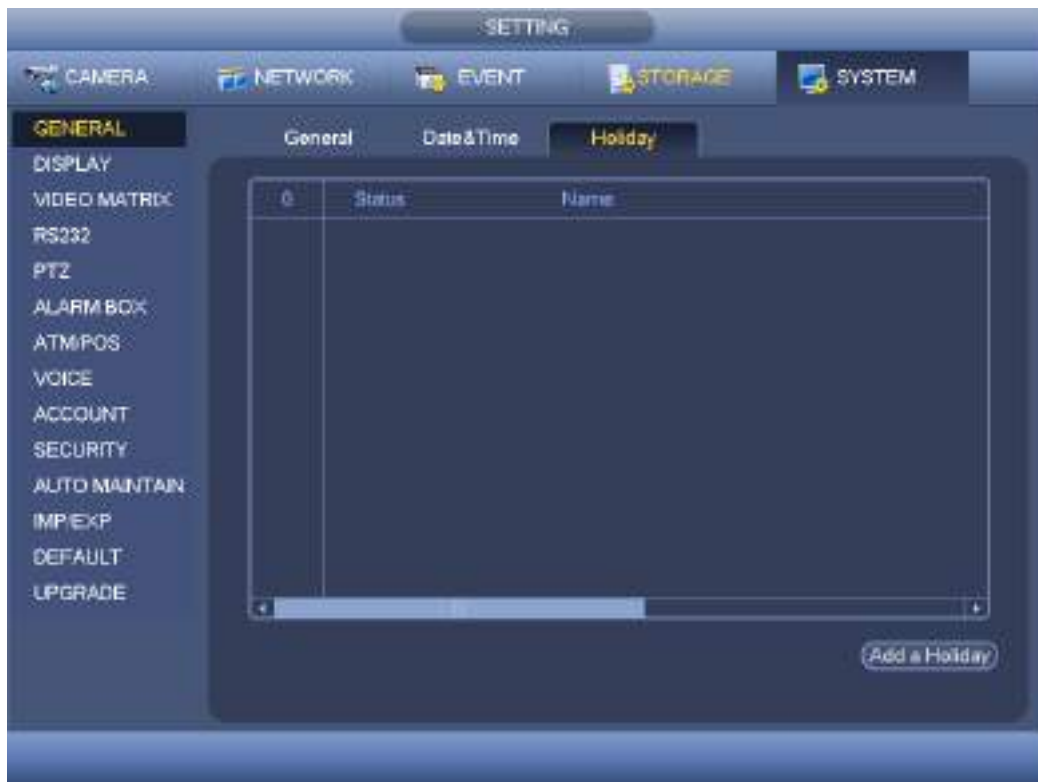 SETTING
CAMERA NETWORK EVENT STORAGE SYSTEM
GENERAL
DISPLAY
VIDEO MATRIX
RS232
PTZ
ALARM BOX
ATM/POS
VOICE
ACCOUNT
SECURITY
AUTO MAINTAIN
IMP/EXP
DEFAULT
UPGRADE
General Date&Time Holiday
0 Status Name
Add a Holiday